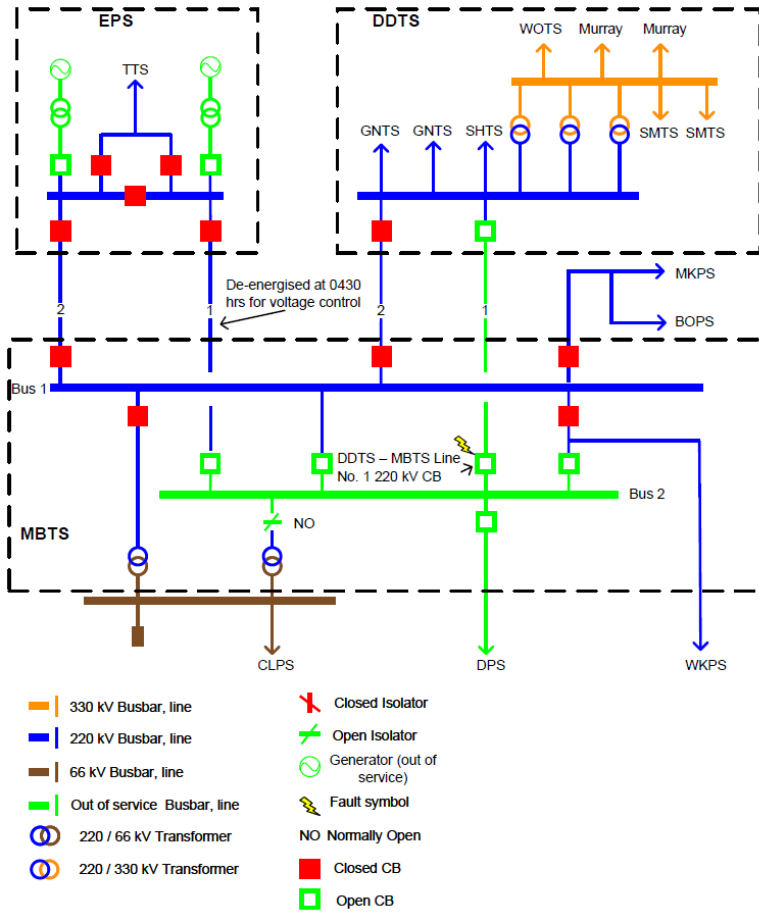 EPS
DDTS
WOTS
Murray
Murray
TTS
GNTS
GNTS
SHTS
SMTS
SMTS
De-energised at 0430
hrs for voltage control
MKPS
2
1
2
1
BOPS
Bus 1
DDTS – MBTS Line
No. 1 220 kV CB
Bus 2
NO
MBTS
CLPS
DPS
WKPS
330 kV Busbar, line
220 kV Busbar, line
66 kV Busbar, line
Out of service Busbar, line
220 / 66 kV Transformer
220 / 330 kV Transformer
Closed Isolator
Open Isolator
Generator (out of
service)
Fault symbol
NO Normally Open
Closed CB
Open CB